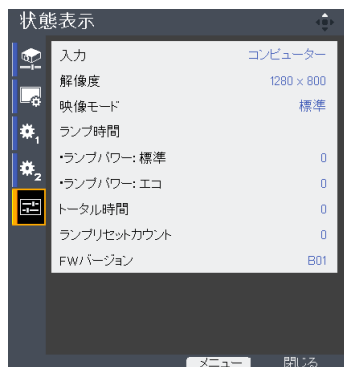 状態表示
入力 コンピューター
解像度 1280 × 800
映像モード 標準
ランプ時間
•ランプパワー: 標準 0
•ランプパワー: エコ 0
トータル時間 0
ランプリセットカウント 0
FWバージョン B01
1
2
メニュー 閉じる